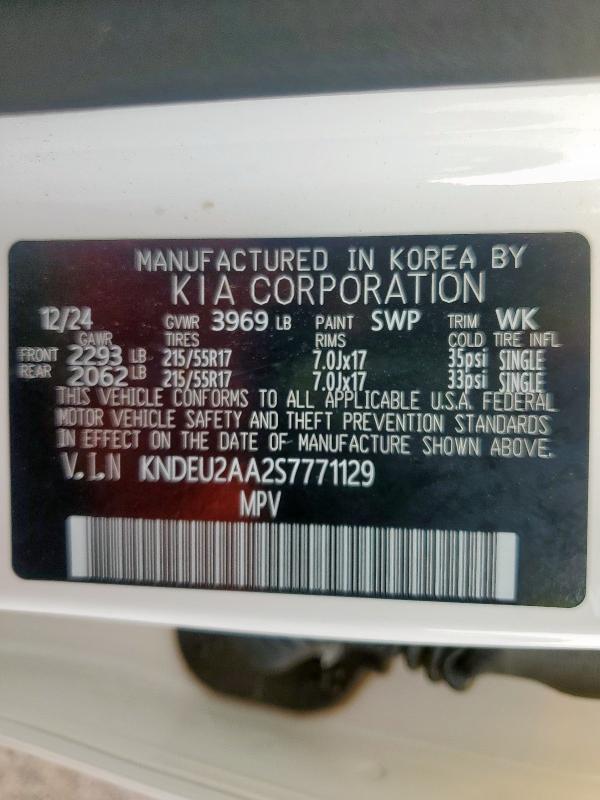 MANUFACTURED IN KOREA BY
KIA CORPORATION
12/24 GVWR 3969 LB PAINT SWP TRIM WK
GAWR TIRES RIMS COLD TIRE INFL
FRONT 2293 LB 215/55R17 7.0Jx17 35psi SINGLE
REAR 2062 LB 215/55R17 7.0Jx17 33psi SINGLE
THIS VEHICLE CONFORMS TO ALL APPLICABLE U.S.A. FEDERAL
MOTOR VEHICLE SAFETY AND THEFT PREVENTION STANDARDS
IN EFFECT ON THE DATE OF MANUFACTURE SHOWN ABOVE.
V.I.N KNDEU2AA2S7771129
MPV